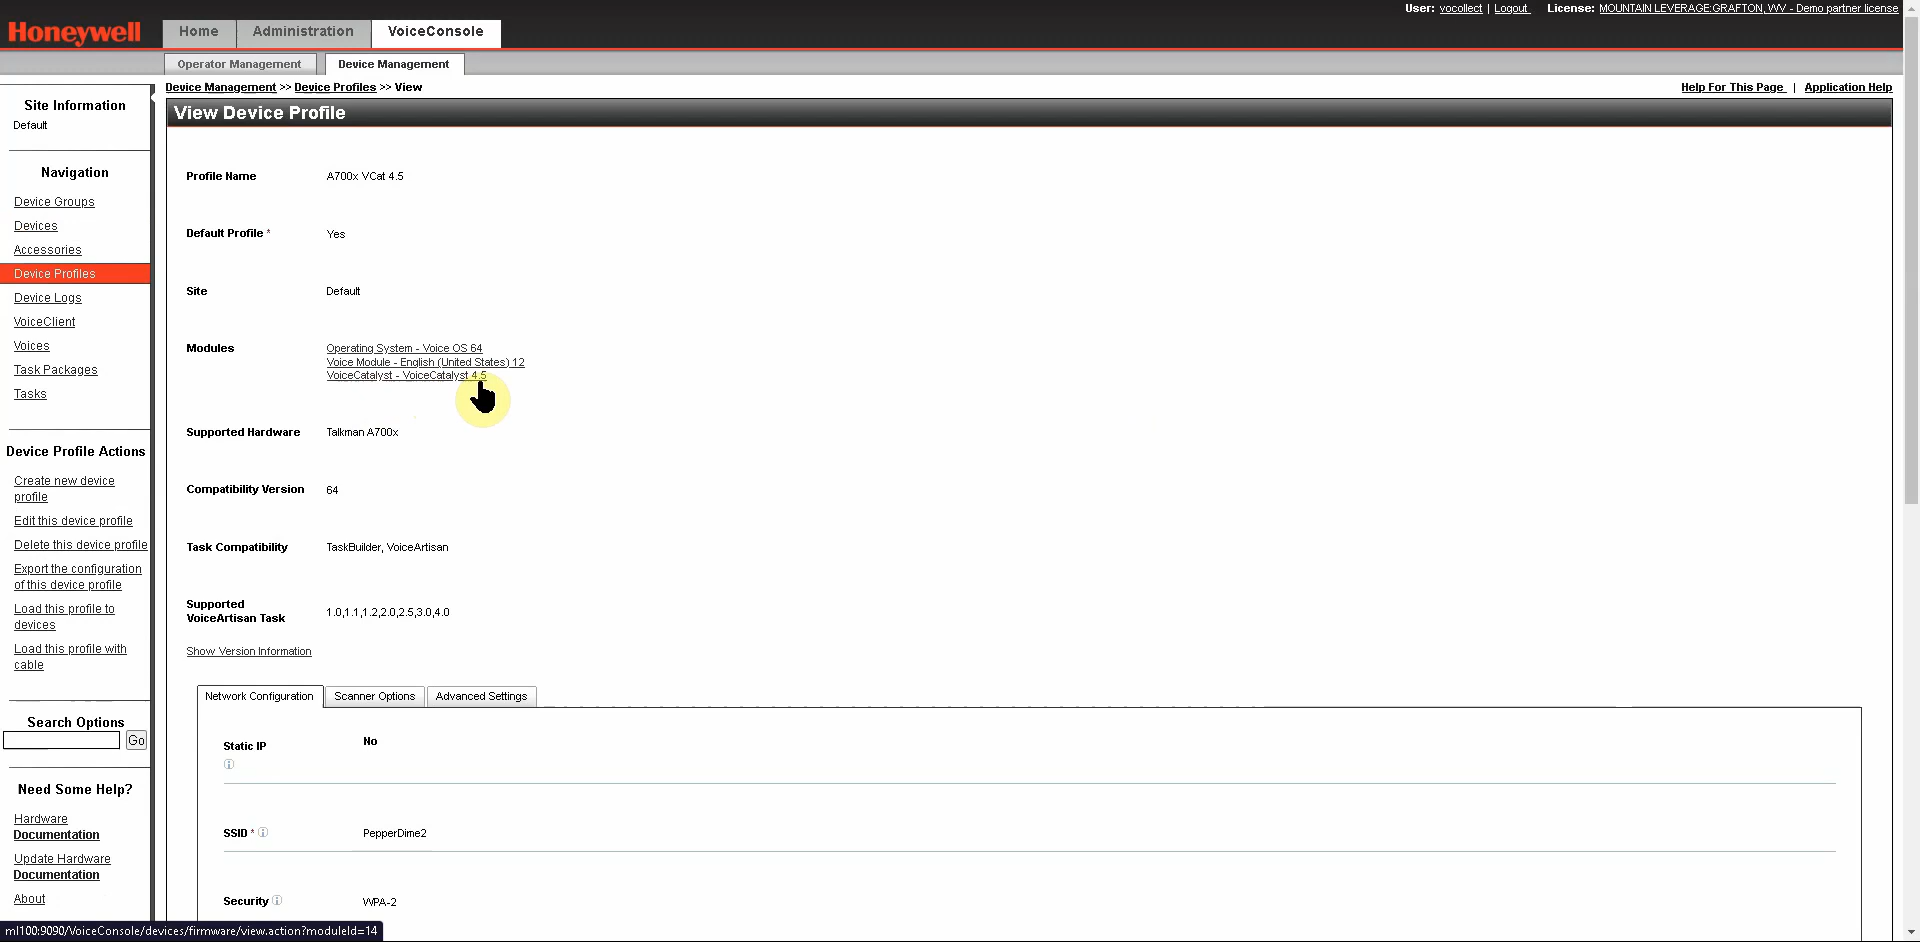 User: vocollect | Logout License: MOUNTAIN LEVERAGE:GRAFTON, WV - Demo partner license
Honeywell Home Administration VoiceConsole
Operator Management Device Management
Device Management >> Device Profiles >> View Help For This Page | Application Help
View Device Profile
Site Information
Default
Navigation
Device Groups
Devices
Accessories
Device Profiles
Device Logs
VoiceClient
Voices
Task Packages
Tasks
Device Profile Actions
Create new device
profile
Edit this device profile
Delete this device profile
Export the configuration
of this device profile
Load this profile to
devices
Load this profile with
cable
Search Options
Go
Need Some Help?
Hardware
Documentation
Update Hardware
Documentation
About
Profile Name A700x VCat 4.5
Default Profile * Yes
Site Default
Modules Operating System - Voice OS 64
Voice Module - English (United States) 12
VoiceCatalyst - VoiceCatalyst 4.5
Supported Hardware Talkman A700x
Compatibility Version 64
Task Compatibility TaskBuilder, VoiceArtisan
Supported
VoiceArtisan Task 1.0,1.1,1.2,2.0,2.5,3.0,4.0
Show Version Information
Network Configuration Scanner Options Advanced Settings
Static IP No
SSID * PepperDime2
Security WPA-2
ml100:9090/VoiceConsole/devices/firmware/view.action?moduleId=14